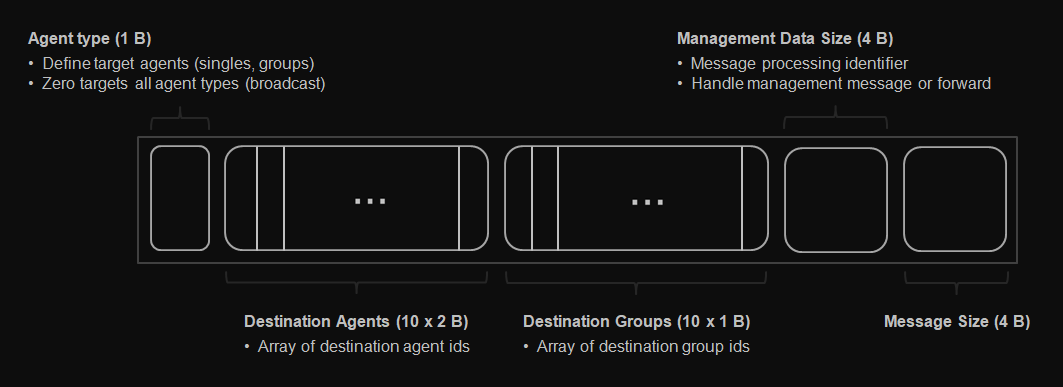 Agent type (1 B)
• Define target agents (singles, groups)
• Zero targets all agent types (broadcast)
Management Data Size (4 B)
• Message processing identifier
• Handle management message or forward
...
...
Destination Agents (10 x 2 B)
• Array of destination agent ids
Destination Groups (10 x 1 B)
• Array of destination group ids
Message Size (4 B)